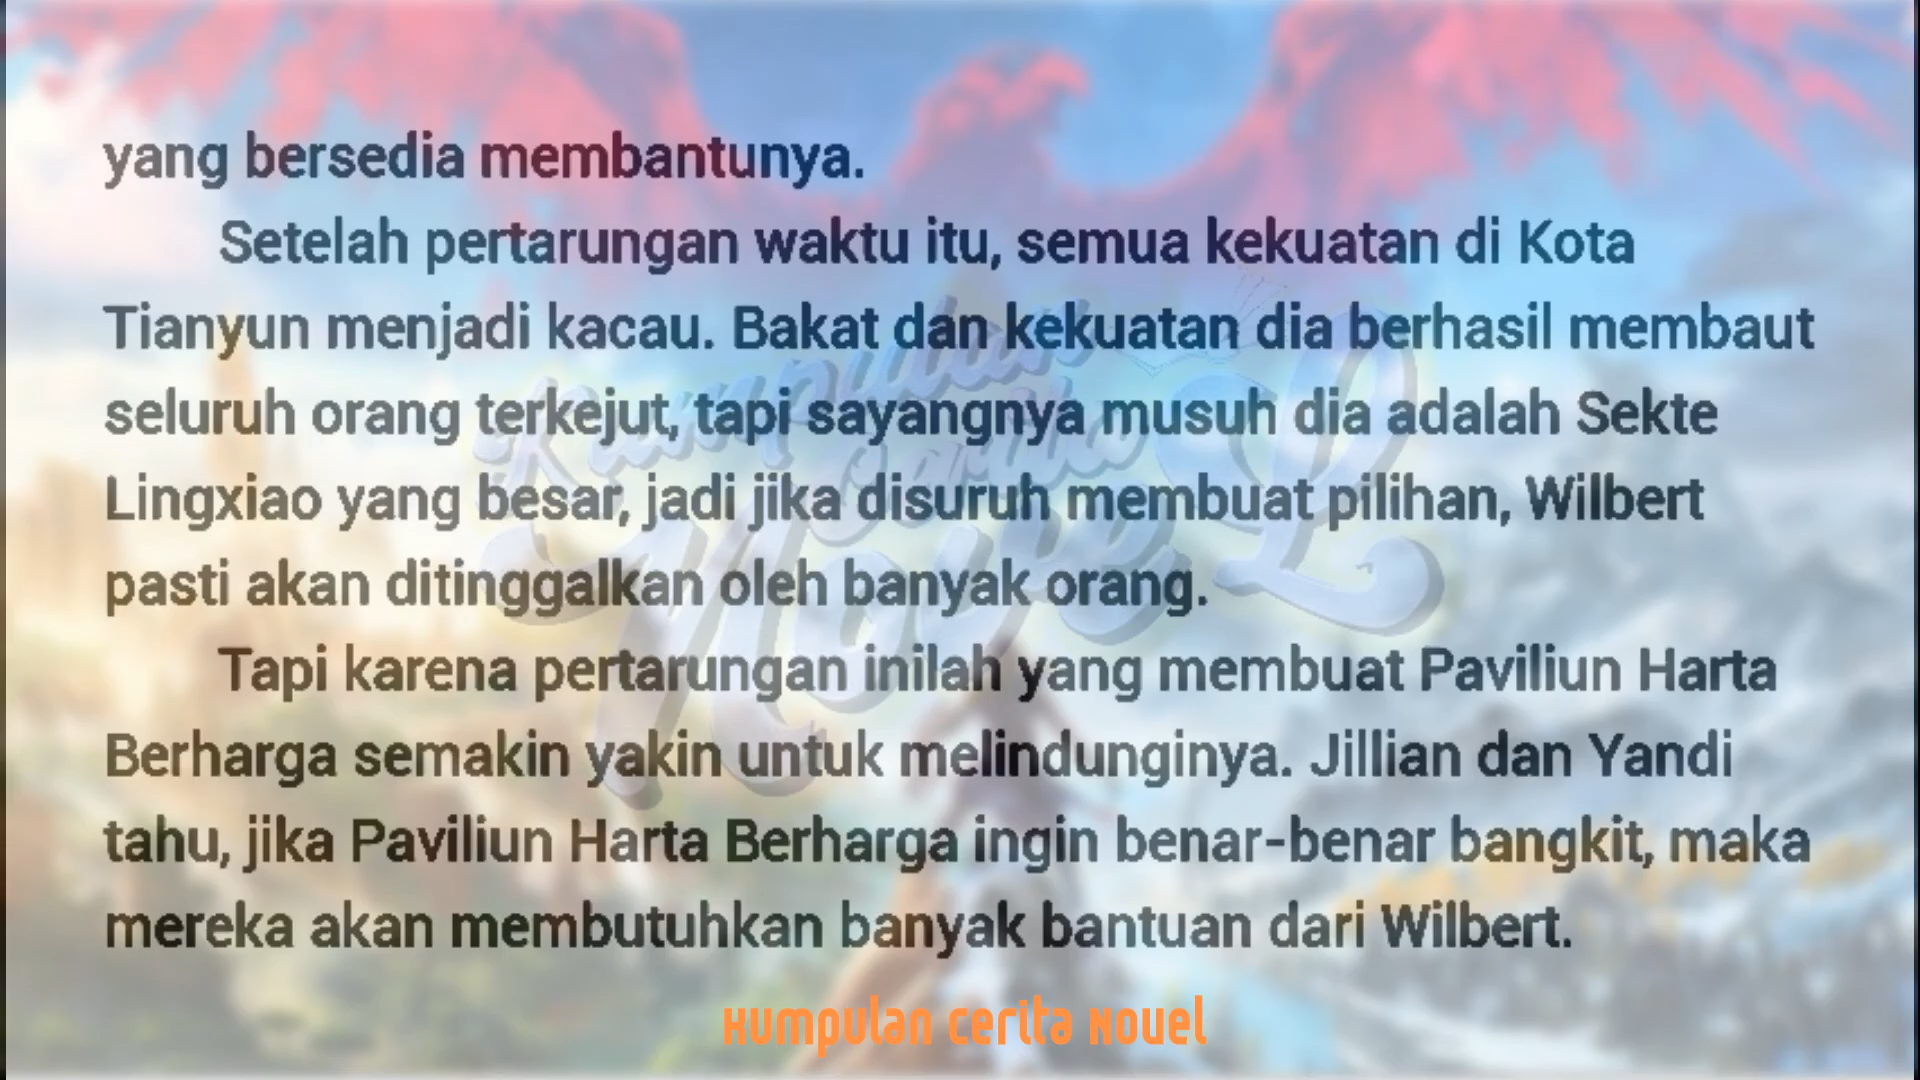 yang bersedia membantunya.
Setelah pertarungan waktu itu, semua kekuatan di Kota
Tianyun menjadi kacau. Bakat dan kekuatan dia berhasil membaut
seluruh orang terkejut, tapi sayangnya musuh dia adalah Sekte
Lingxiao yang besar, jadi jika disuruh membuat pilihan, Wilbert
pasti akan ditinggalkan oleh banyak orang.
Tapi karena pertarungan inilah yang membuat Paviliun Harta
Berharga semakin yakin untuk melindunginya. Jillian dan Yandi
tahu, jika Paviliun Harta Berharga ingin benar-benar bangkit, maka
mereka akan membutuhkan banyak bantuan dari Wilbert.
Kumpulan
Cerita
Novel
Kumpulan Cerita Novel